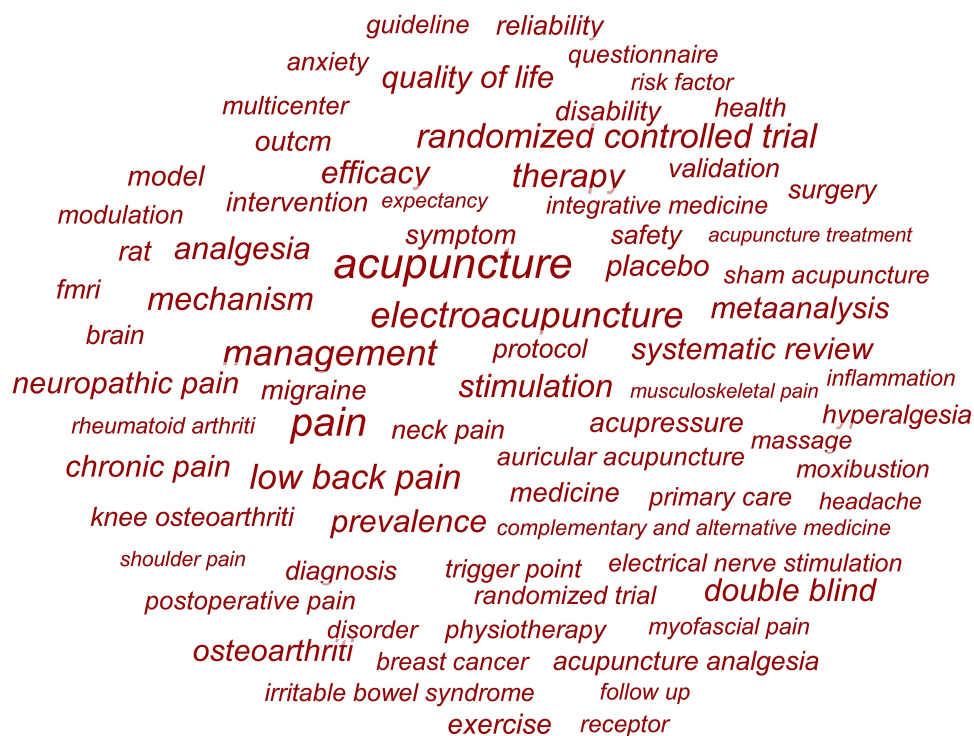 guideline reliability
anxiety questionnaire
quality of life risk factor
multicenter disability health
outcm randomized controlled trial
model efficacy therapy validation
modulation intervention expectancy integrative medicine surgery
rat analgesia symptom safety acupuncture treatment
fmri acupuncture placebo sham acupuncture
mechanism electroacupuncture metaanalysis
brain management protocol systematic review
neuropathic pain migraine stimulation musculoskeletal pain inflammation
rheumatoid arthriti pain neck pain acupressure hyperalgesia
chronic pain low back pain auricular acupuncture massage
medicine primary care moxibustion
knee osteoarthriti prevalence complementary and alternative medicine headache
shoulder pain diagnosis trigger point electrical nerve stimulation
postoperative pain randomized trial double blind
disorder physiotherapy myofascial pain
osteoarthriti breast cancer acupuncture analgesia
irritable bowel syndrome follow up
exercise receptor